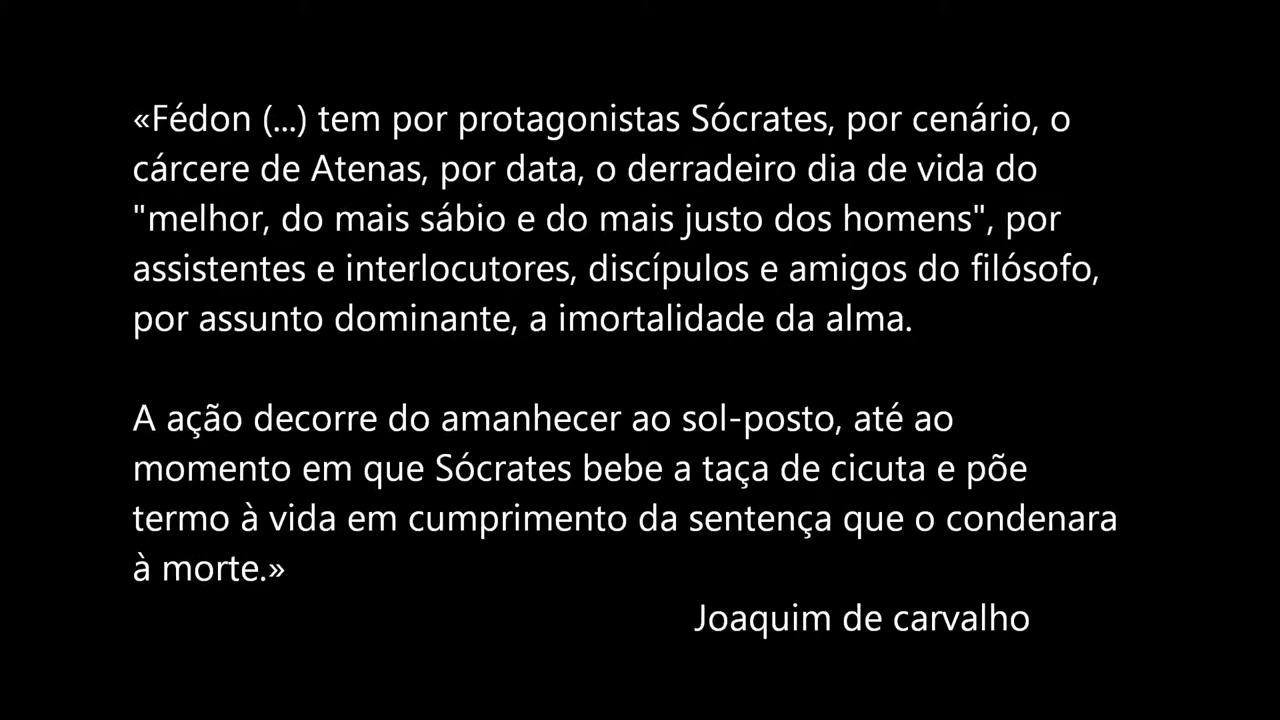 «Fédon (...) tem por protagonistas Sócrates, por cenário, o
cárcere de Atenas, por data, o derradeiro dia de vida do
"melhor, do mais sábio e do mais justo dos homens", por
assistentes e interlocutores, discípulos e amigos do filósofo,
por assunto dominante, a imortalidade da alma.
A ação decorre do amanhecer ao sol-posto, até ao
momento em que Sócrates bebe a taça de cicuta e põe
termo à vida em cumprimento da sentença que o condenara
à morte.»
Joaquim de carvalho